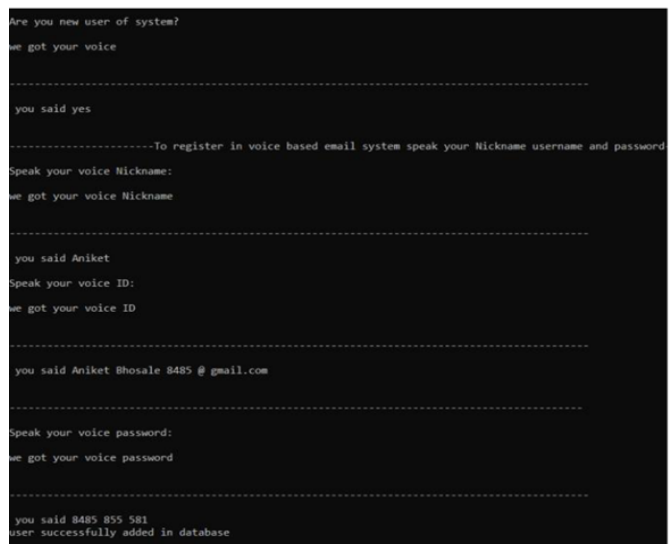 Are you new user of system?
we got your voice
--------------------------------------------------------------------------------
you said yes
----------------------To register in voice based email system speak your Nickname username and password-
Speak your voice Nickname:
we got your voice Nickname
--------------------------------------------------------------------------------
you said Aniket
Speak your voice ID:
we got your voice ID
--------------------------------------------------------------------------------
you said Aniket Bhosale 8485 @ gmail.com
-------------------------------------------------------------------------------
Speak your voice password:
we got your voice password
--------------------------------------------------------------------------------
you said 8485 855 581
user successfully added in database